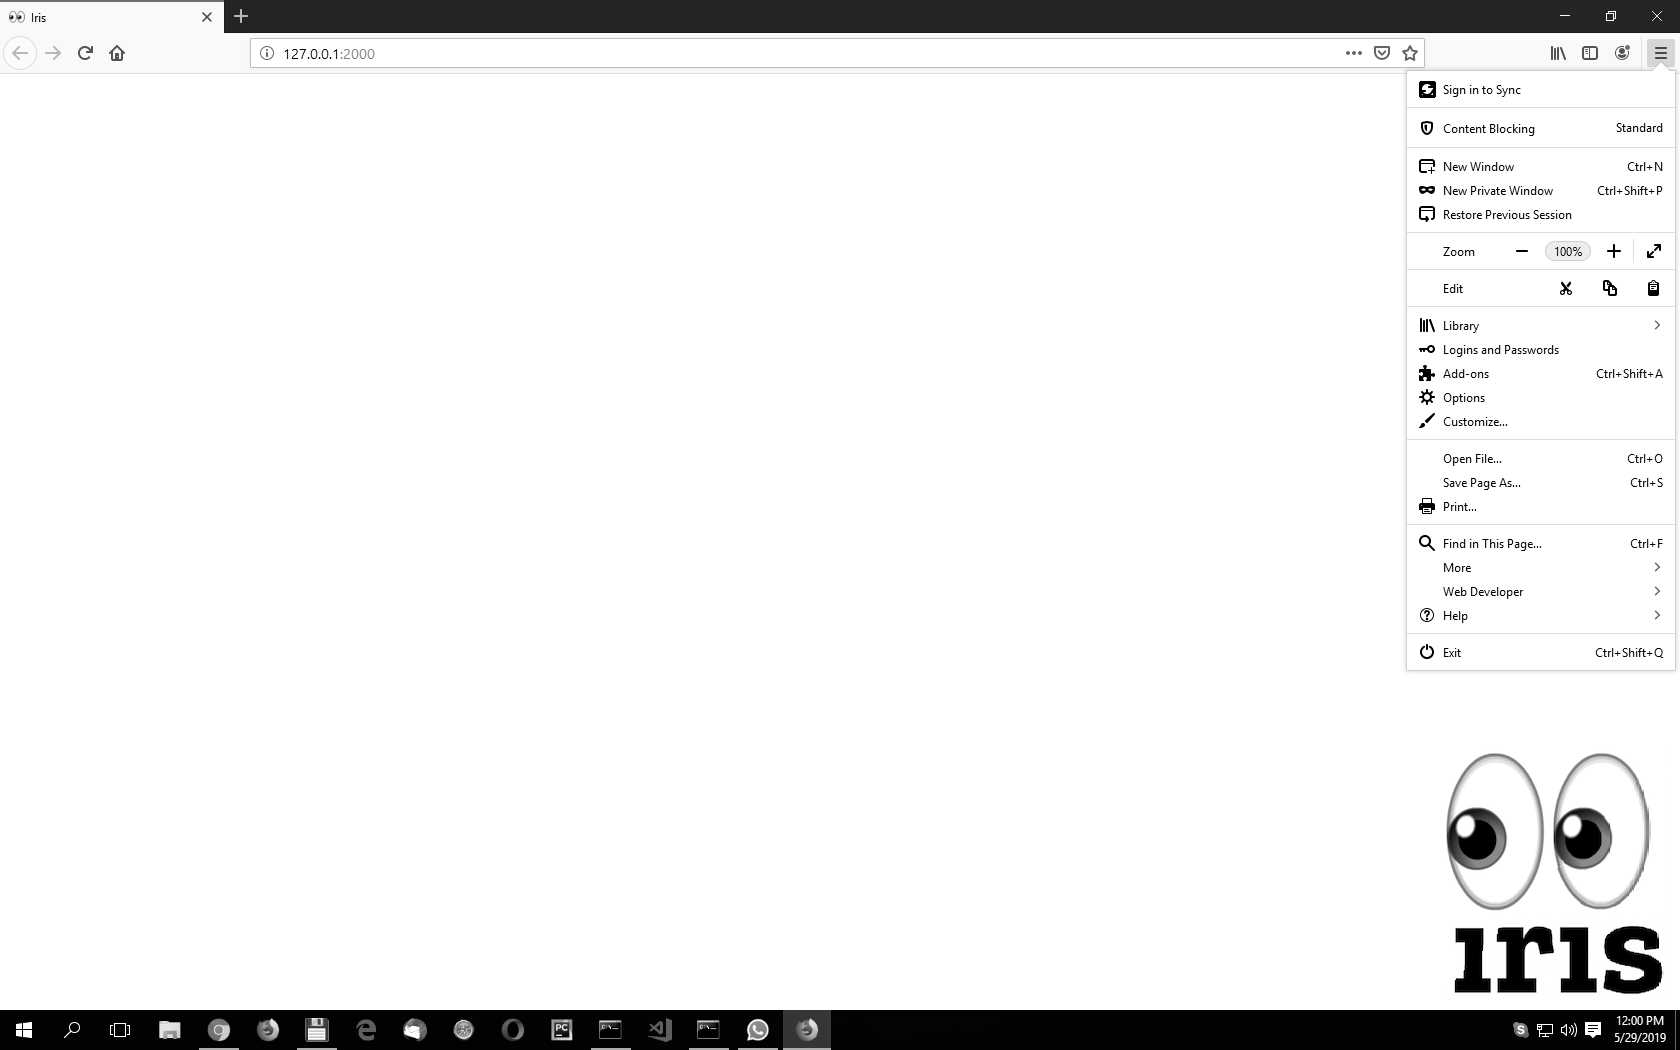 Iris
127.0.0.1:2000
Sign in to Sync
Content Blocking Standard
New Window Ctrl+N
New Private Window Ctrl+Shift+P
Restore Previous Session
Zoom 100%
Edit
Library
Logins and Passwords
Add-ons Ctrl+Shift+A
Options
Customize...
Open File... Ctrl+O
Save Page As... Ctrl+S
Print...
Find in This Page... Ctrl+F
More
Web Developer
Help
Exit Ctrl+Shift+Q
iris
PC
12:00 PM
5/29/2019